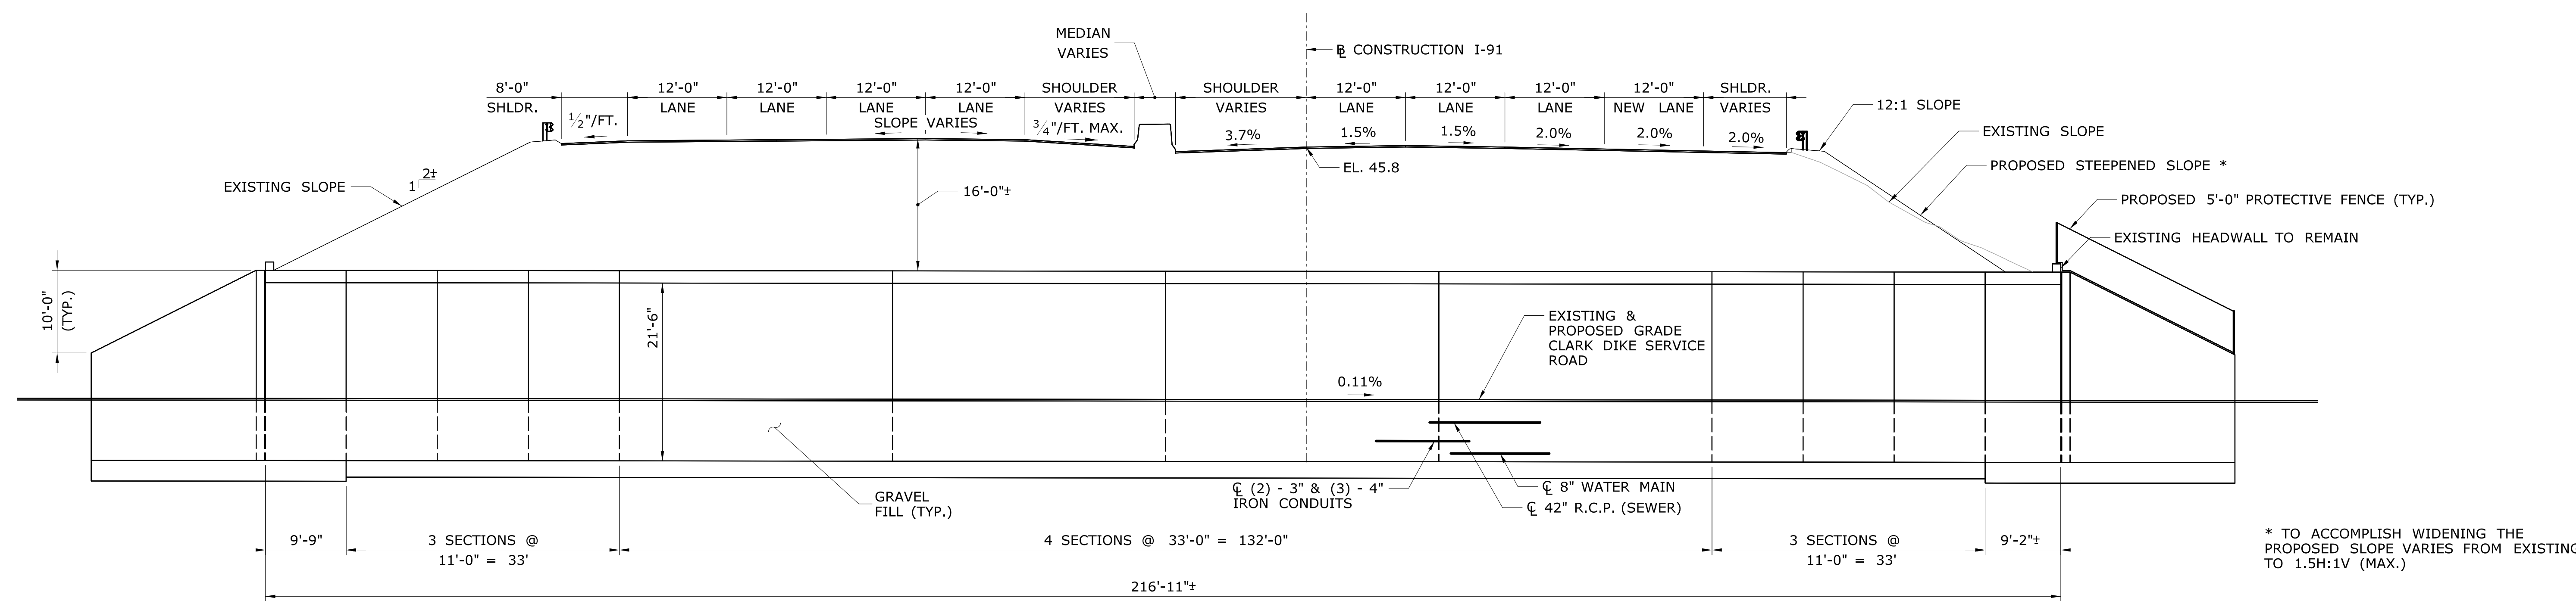 MEDIAN
VARIES
℄ CONSTRUCTION I-91
8'-0"
SHLDR.
12'-0"
LANE
12'-0"
LANE
12'-0"
LANE
12'-0"
LANE
SHOULDER
VARIES
SHOULDER
VARIES
12'-0"
LANE
12'-0"
LANE
12'-0"
LANE
12'-0"
NEW LANE
SHLDR.
VARIES
1/2"/FT.
SLOPE VARIES
3/4"/FT. MAX.
3.7%
1.5%
1.5%
2.0%
2.0%
2.0%
12:1 SLOPE
EXISTING SLOPE
PROPOSED STEEPENED SLOPE *
EL. 45.8
2±
1
EXISTING SLOPE
16'-0"±
PROPOSED 5'-0" PROTECTIVE FENCE (TYP.)
EXISTING HEADWALL TO REMAIN
10'-0"
(TYP.)
21'-6"
EXISTING &
PROPOSED GRADE
CLARK DIKE SERVICE
ROAD
0.11%
GRAVEL
FILL (TYP.)
℄ (2) - 3" & (3) - 4"
IRON CONDUITS
℄ 8" WATER MAIN
℄ 42" R.C.P. (SEWER)
9'-9"
3 SECTIONS @
11'-0" = 33'
4 SECTIONS @ 33'-0" = 132'-0"
3 SECTIONS @
11'-0" = 33'
9'-2"±
216'-11"±
* TO ACCOMPLISH WIDENING THE
PROPOSED SLOPE VARIES FROM EXISTING
TO 1.5H:1V (MAX.)